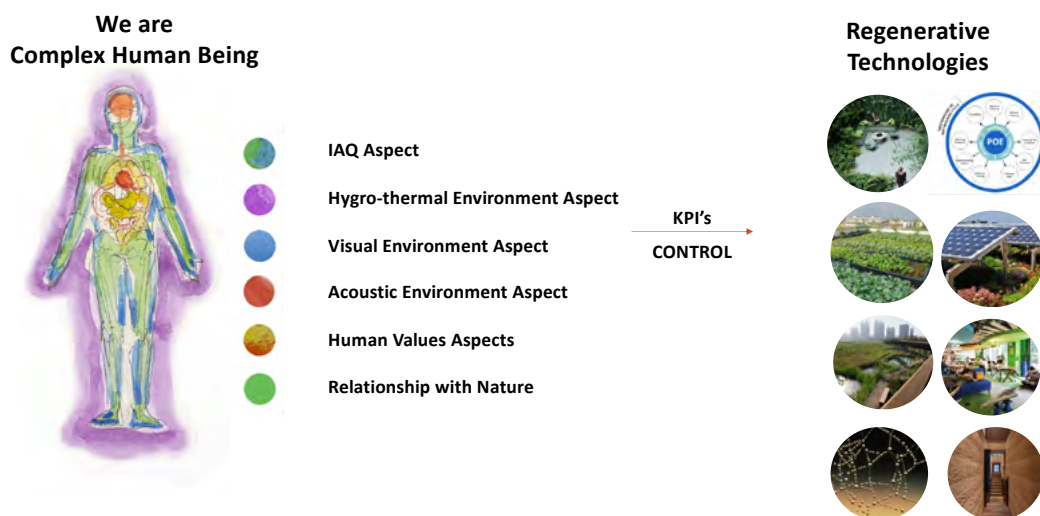 We are
Complex Human Being
IAQ Aspect
Hygro-thermal Environment Aspect
Visual Environment Aspect
Acoustic Environment Aspect
Human Values Aspects
Relationship with Nature
KPI's
CONTROL
Regenerative
Technologies
POE